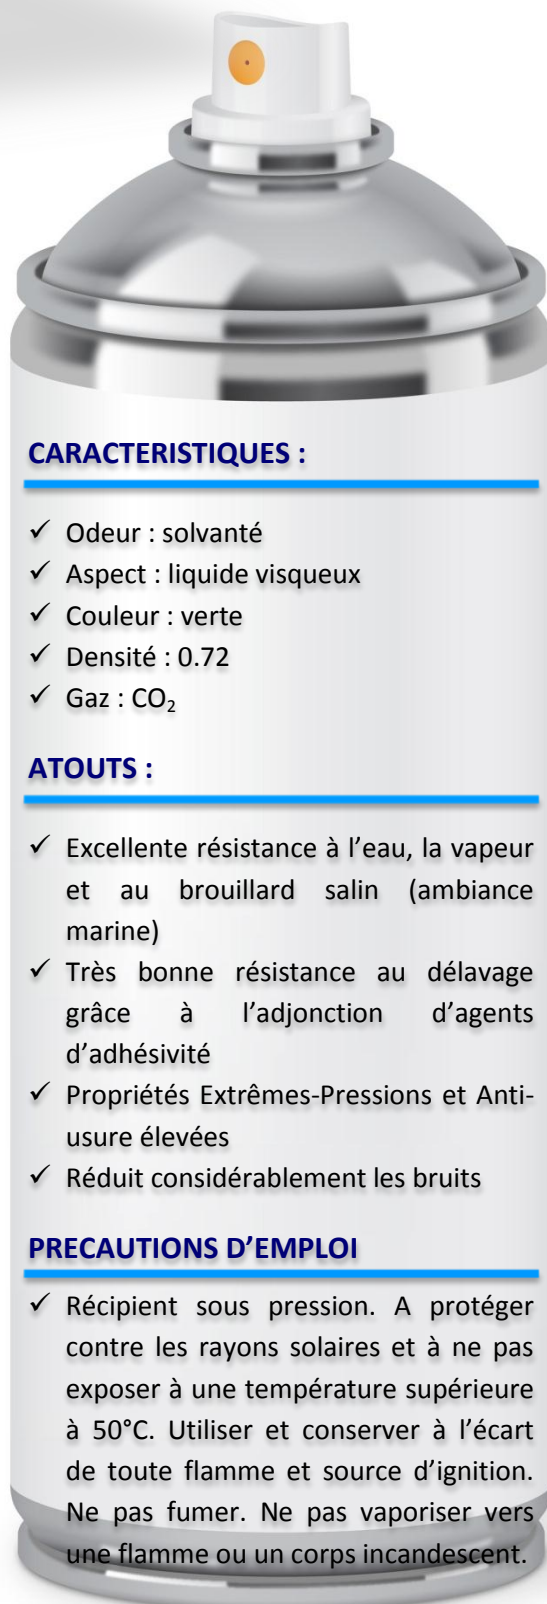 CARACTERISTIQUES :
✓ Odeur : solvanté
✓ Aspect : liquide visqueux
✓ Couleur : verte
✓ Densité : 0.72
✓ Gaz : CO₂
ATOUTS :
✓ Excellente résistance à l’eau, la vapeur
et au brouillard salin (ambiance
marine)
✓ Très bonne résistance au délavage
grâce à l’adjonction d’agents
d’adhésivité
✓ Propriétés Extrêmes-Pressions et Anti-
usure élevées
✓ Réduit considérablement les bruits
PRECAUTIONS D’EMPLOI
✓ Récipient sous pression. A protéger
contre les rayons solaires et à ne pas
exposer à une température supérieure
à 50°C. Utiliser et conserver à l’écart
de toute flamme et source d’ignition.
Ne pas fumer. Ne pas vaporiser vers
une flamme ou un corps incandescent.